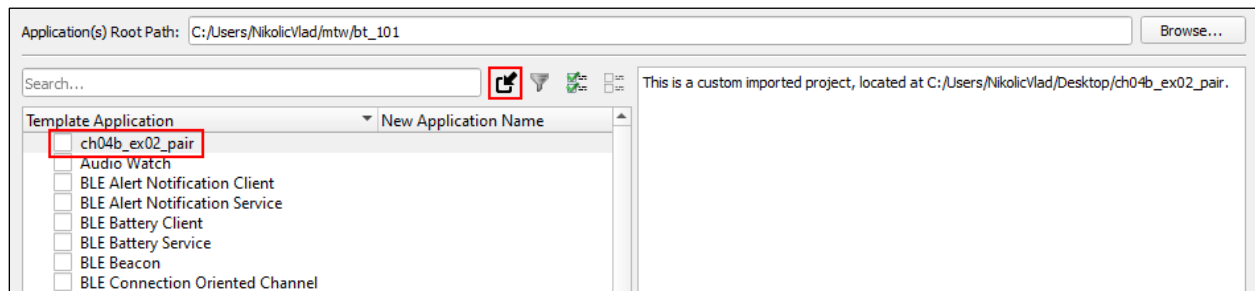 Application(s) Root Path: C:/Users/NikolicVlad/mtw/bt_101 Browse...
Search...
This is a custom imported project, located at C:/Users/NikolicVlad/Desktop/ch04b_ex02_pair.
Template Application New Application Name
ch04b_ex02_pair
Audio Watch
BLE Alert Notification Client
BLE Alert Notification Service
BLE Battery Client
BLE Battery Service
BLE Beacon
BLE Connection Oriented Channel